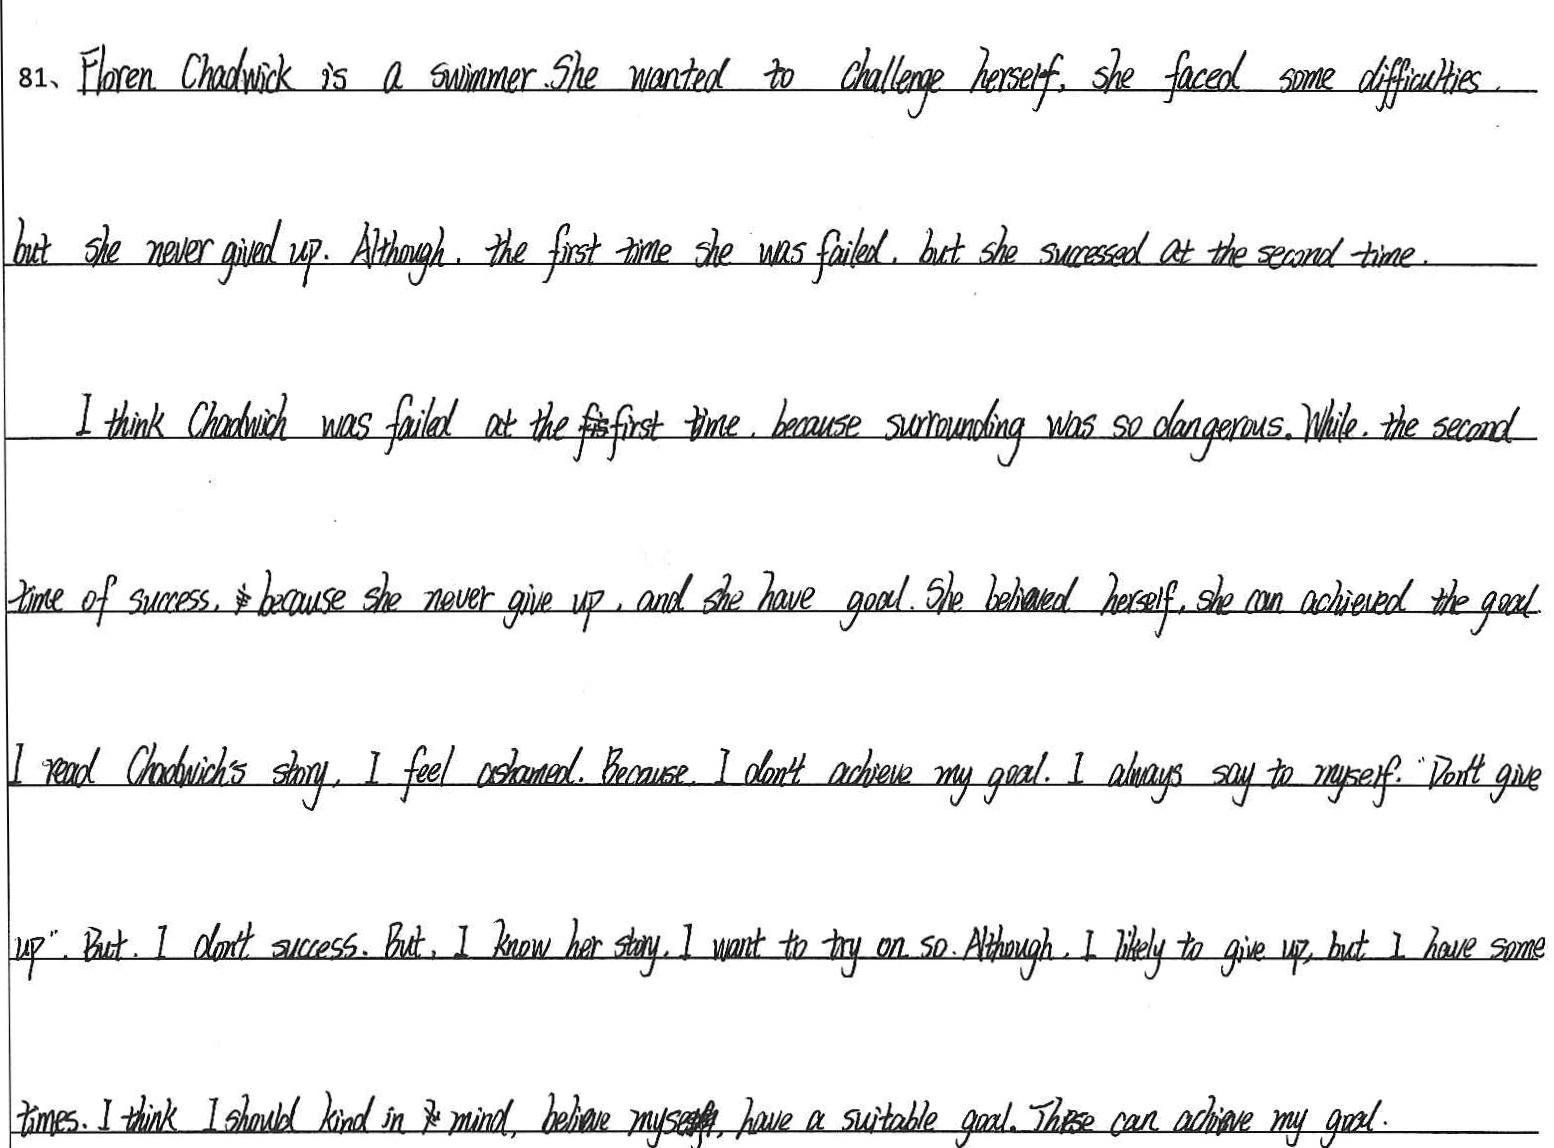 81、Floren Chadwick is a swimmer. She wanted to challenge herself, she faced some difficulties.
but she never gived up. Although, the first time she was failed, but she successed at the second time.
I think Chadwich was failed at the first time, because surrounding was so dangerous. While, the second
time of success, because she never give up, and she have goal. She believed herself, she can achieved the goal.
I read Chadwich's story, I feel ashamed. Because, I don't achieve my goal. I always say to myself. "Don't give
up". But, I don't success. But, I know her story, I want to try on so. Although, I likely to give up, but I have some
times. I think I should kind in mind, believe myself, have a suitable goal. These can achieve my goal.